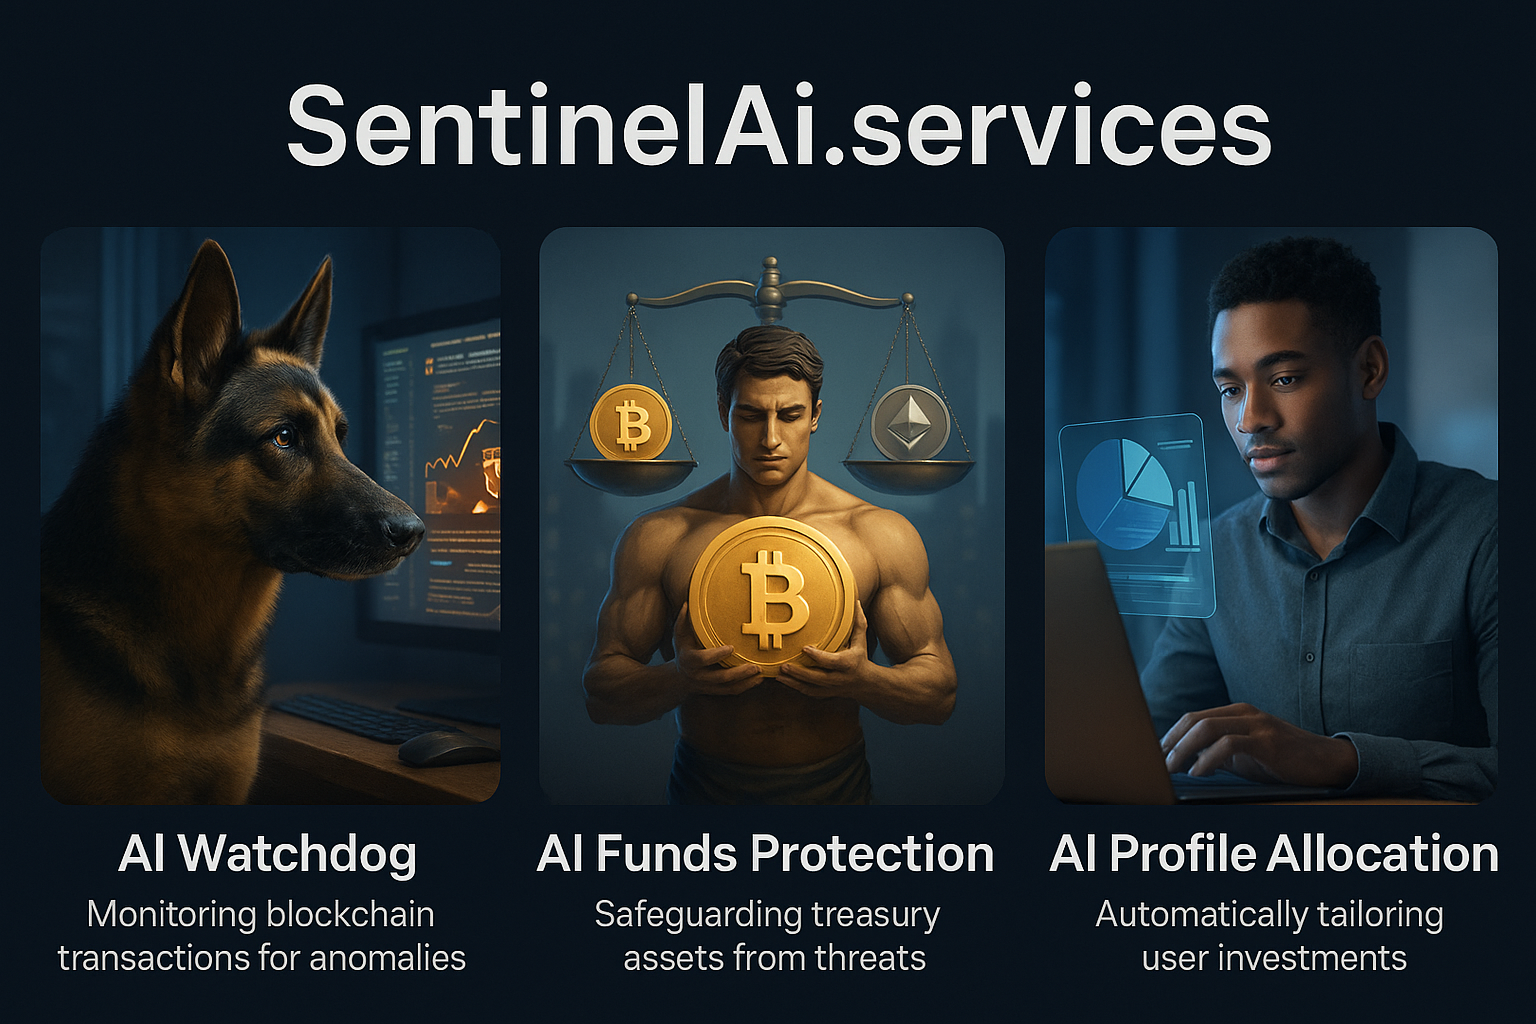 SentinelAi.services
AI Watchdog
Monitoring blockchain
transactions for anomalies
AI Funds Protection
Safeguarding treasury
assets from threats
AI Profile Allocation
Automatically tailoring
user investments